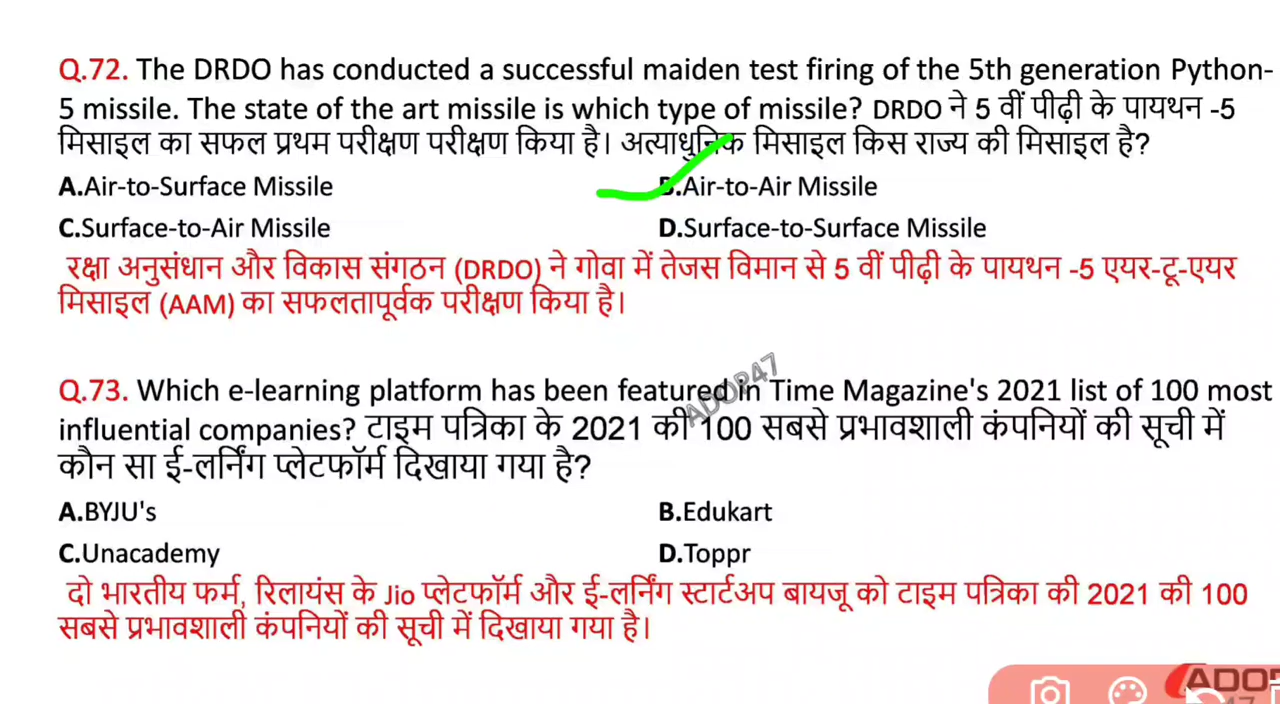 Q.72. The DRDO has conducted a successful maiden test firing of the 5th generation Python-
5 missile. The state of the art missile is which type of missile? DRDO ने 5 वीं पीढ़ी के पायथन -5
मिसाइल का सफल प्रथम परीक्षण परीक्षण किया है। अत्याधुनिक मिसाइल किस राज्य की मिसाइल है?
A.Air-to-Surface Missile B.Air-to-Air Missile
C.Surface-to-Air Missile D.Surface-to-Surface Missile
रक्षा अनुसंधान और विकास संगठन (DRDO) ने गोवा में तेजस विमान से 5 वीं पीढ़ी के पायथन -5 एयर-टू-एयर
मिसाइल (AAM) का सफलतापूर्वक परीक्षण किया है।
Q.73. Which e-learning platform has been featured in Time Magazine's 2021 list of 100 most
influential companies? टाइम पत्रिका के 2021 की 100 सबसे प्रभावशाली कंपनियों की सूची में
कौन सा ई-लर्निंग प्लेटफॉर्म दिखाया गया है?
ADOP47
A.BYJU's B.Edukart
C.Unacademy D.Toppr
दो भारतीय फर्म, रिलायंस के Jio प्लेटफॉर्म और ई-लर्निंग स्टार्टअप बायजू को टाइम पत्रिका की 2021 की 100
सबसे प्रभावशाली कंपनियों की सूची में दिखाया गया है।